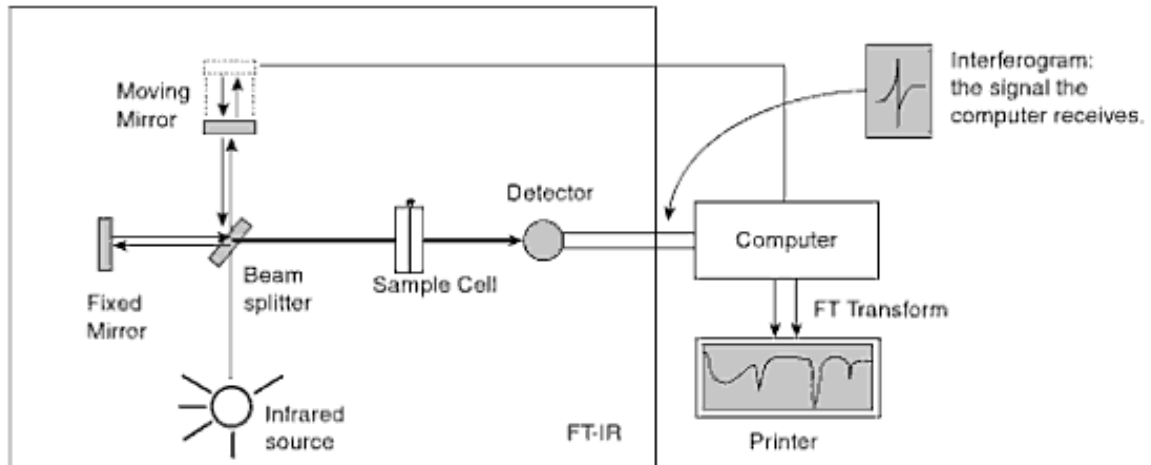 Moving
Mirror
Interferogram:
the signal the
computer receives.
Detector
Computer
Beam
splitter
Sample Cell
Fixed
Mirror
FT Transform
Infrared
source
FT-IR
Printer